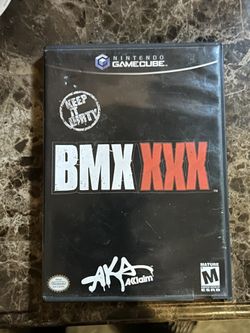 NINTENDO
GAMECUBE
KEEP
IT
DIRTY
BMX XXX
AKA
Acclaim
MATURE
M
ESRB